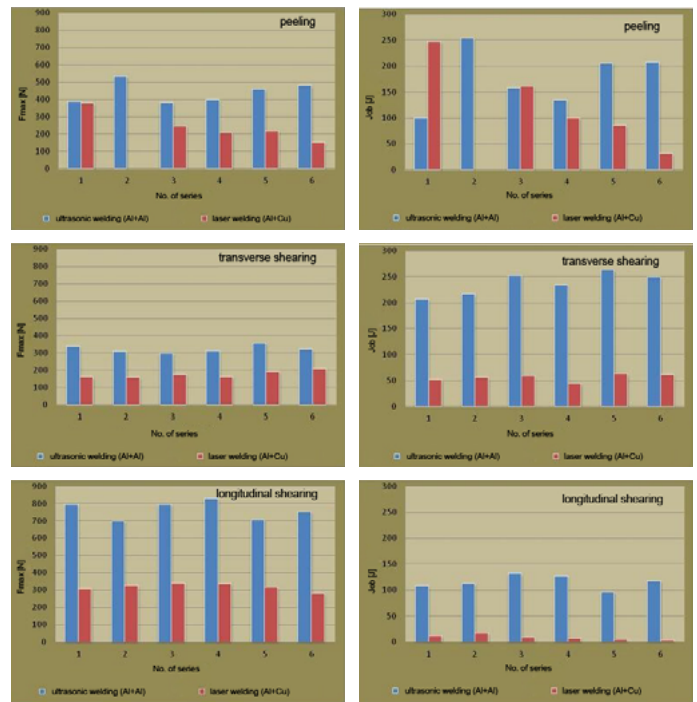 peeling
Fmax [N]
900
800
700
600
500
400
300
200
100
0
1 2 3 4 5 6
No. of series
ultrasonic welding (Al+Al) laser welding (Al+Cu)
peeling
Job [J]
300
250
200
150
100
50
0
1 2 3 4 5 6
No. of series
ultrasonic welding (Al+Al) laser welding (Al+Cu)
transverse shearing
Fmax [N]
900
800
700
600
500
400
300
200
100
0
1 2 3 4 5 6
No. of series
ultrasonic welding (Al+Al) laser welding (Al+Cu)
transverse shearing
Job [J]
300
250
200
150
100
50
0
1 2 3 4 5 6
No. of series
ultrasonic welding (Al+Al) laser welding (Al+Cu)
longitudinal shearing
Fmax [N]
900
800
700
600
500
400
300
200
100
0
1 2 3 4 5 6
No. of series
ultrasonic welding (Al+Al) laser welding (Al+Cu)
longitudinal shearing
Job [J]
300
250
200
150
100
50
0
1 2 3 4 5 6
No. of series
ultrasonic welding (Al+Al) laser welding (Al+Cu)